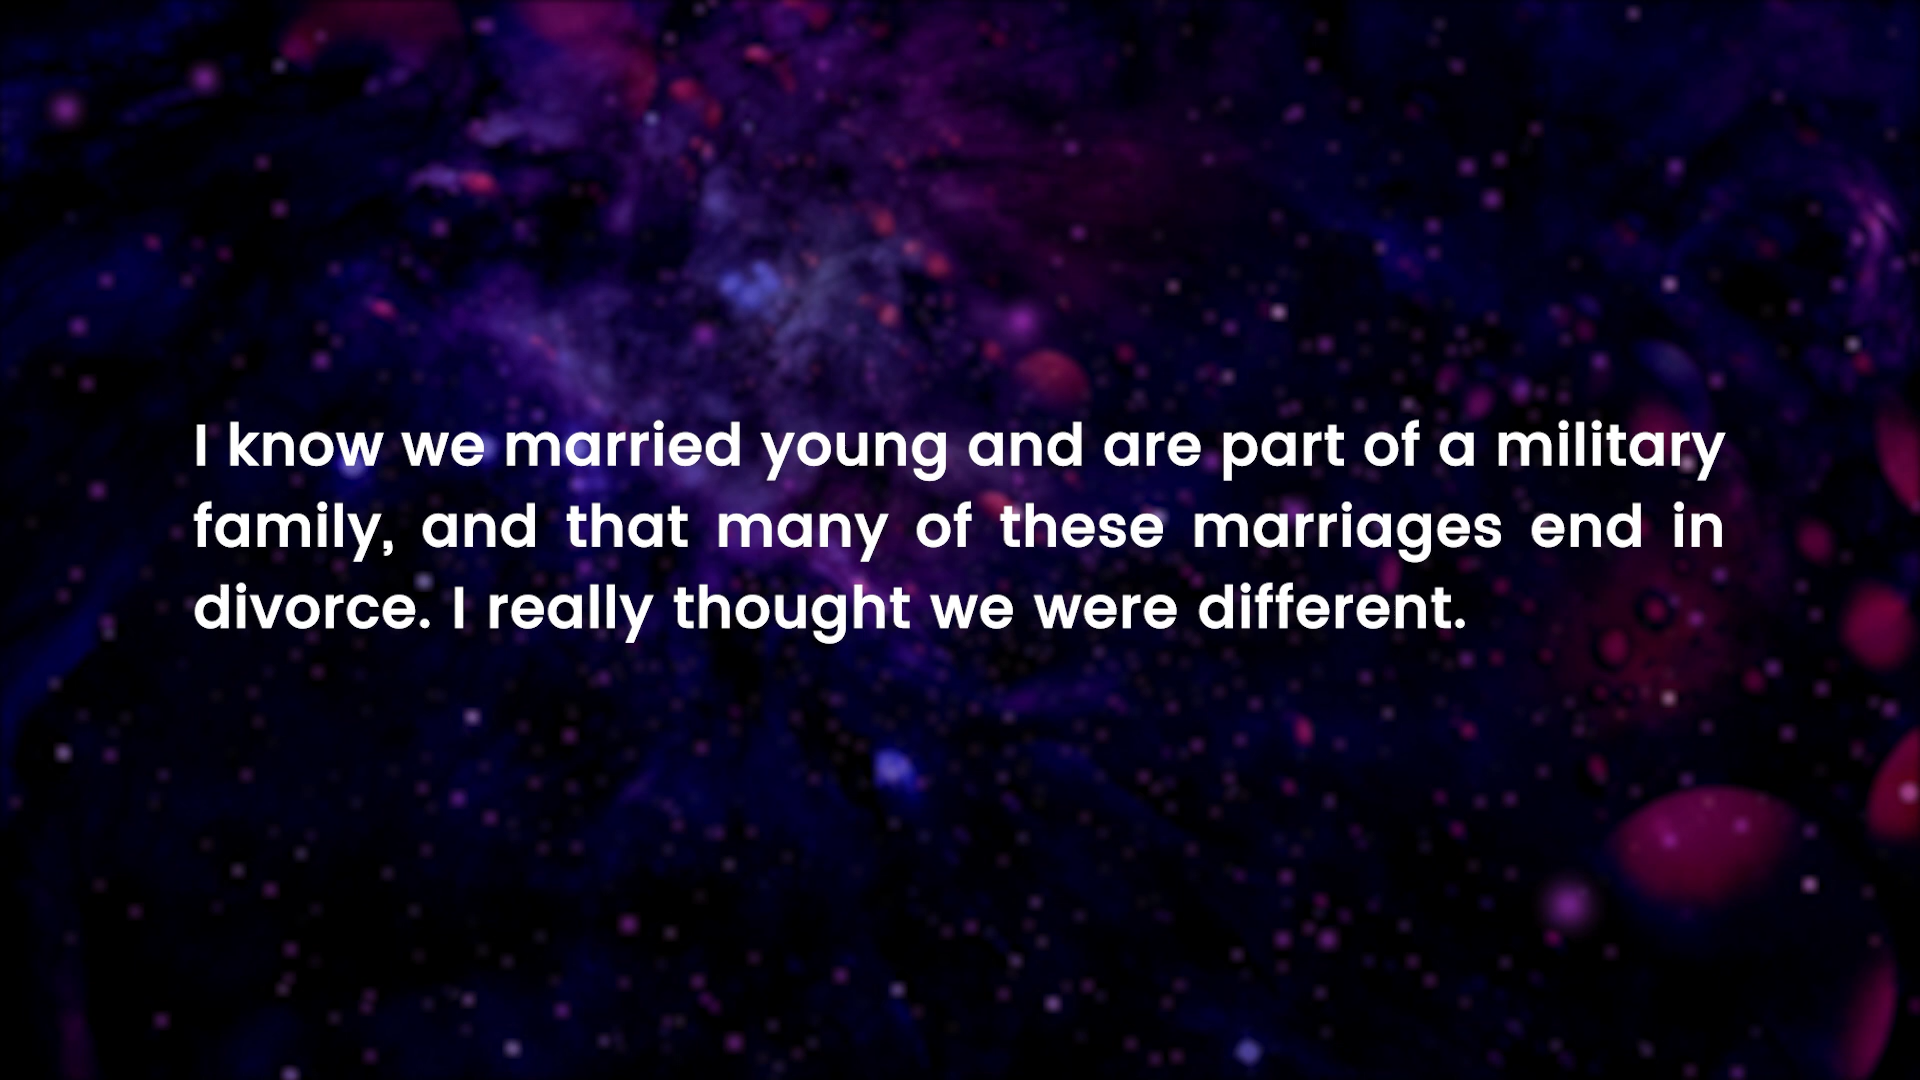 I know we married young and are part of a military
family, and that many of these marriages end in
divorce. I really thought we were different.